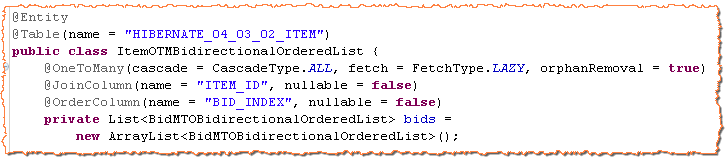 @Entity
@Table(name = "HIBERNATE_04_03_02_ITEM")
public class ItemOTMBidirectionalOrderedList {
@OneToMany(cascade = CascadeType.ALL, fetch = FetchType.LAZY, orphanRemoval = true)
@JoinColumn(name = "ITEM_ID", nullable = false)
@OrderColumn(name = "BID_INDEX", nullable = false)
private List<BidMTOBidirectionalOrderedList> bids =
new ArrayList<BidMTOBidirectionalOrderedList>();